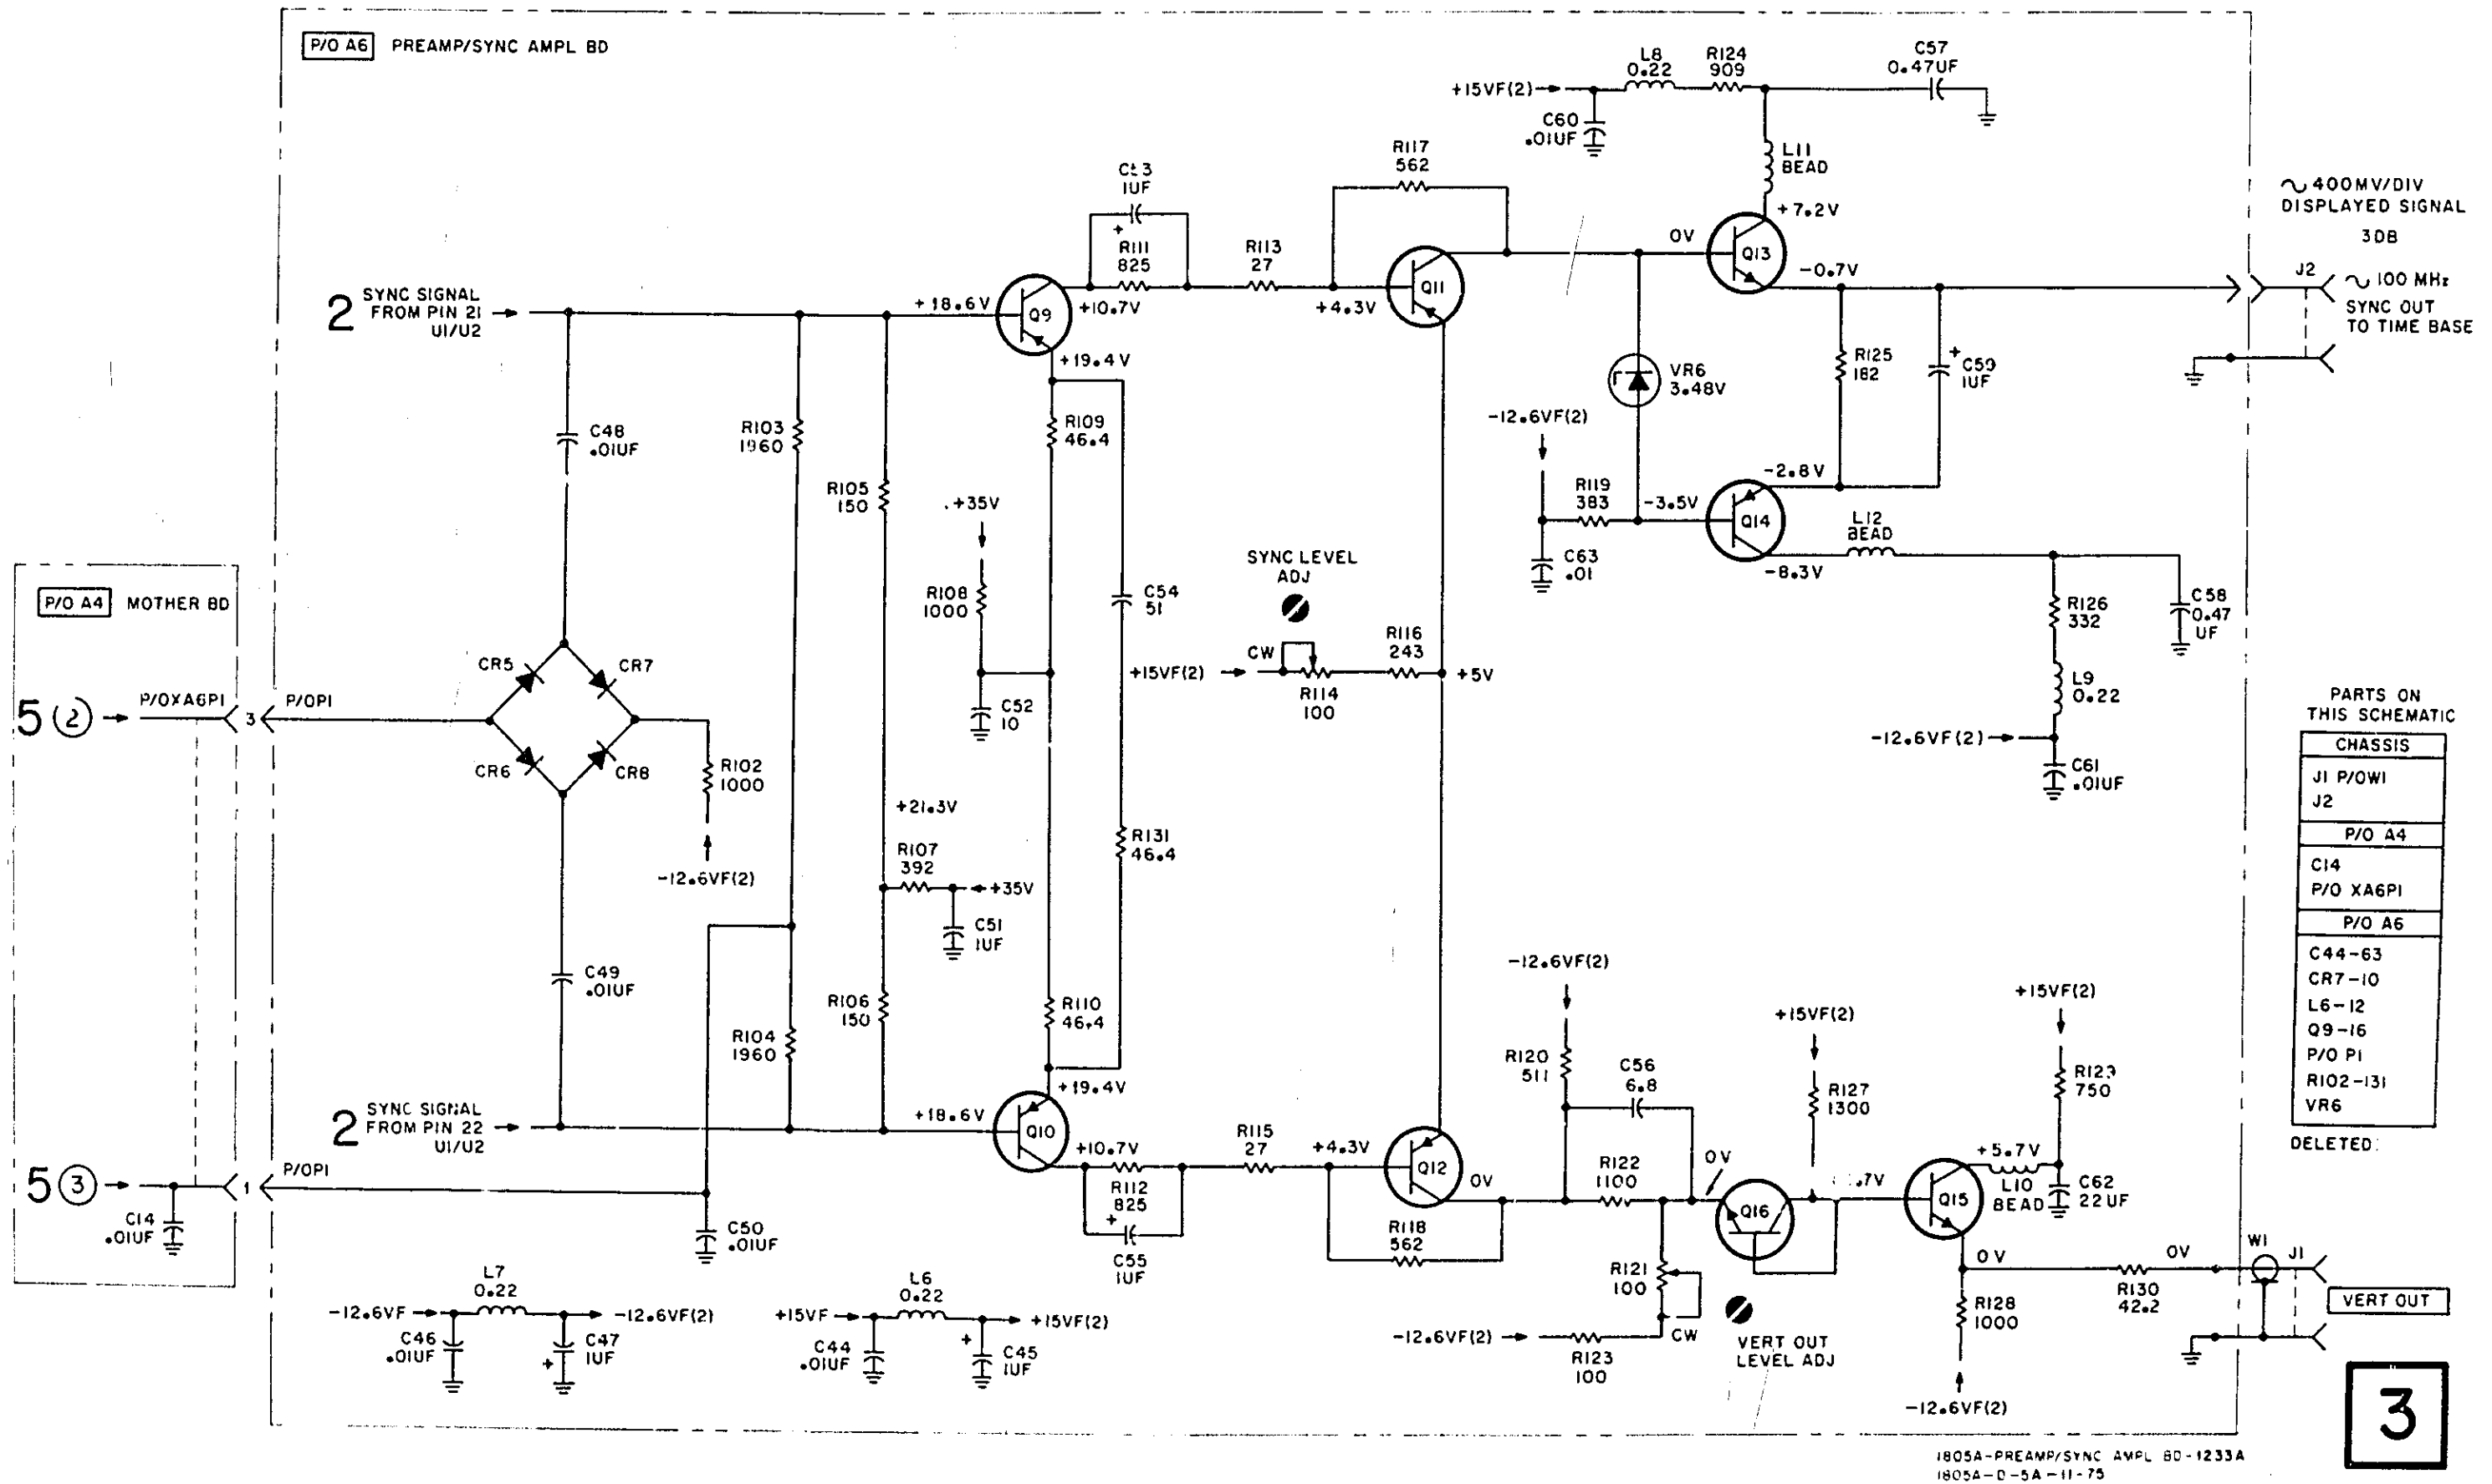 P/O A6 PREAMP/SYNC AMPL BD
L8
0.22
R124
909
C57
0.47UF
+15VF(2)
C60
.01UF
L11
BEAD
R117
562
1UF
R111
825
R113
27
+7.2V
0V
Q13
-0.7V
∿400MV/DIV
DISPLAYED SIGNAL
3DB
J2
∿100 MHz
SYNC OUT
TO TIME BASE
2
SYNC SIGNAL
FROM PIN 21
U1/U2
+18.6V
Q9
+10.7V
+19.4V
+4.3V
Q11
VR6
3.48V
R125
182
+
C59
1UF
C48
.01UF
R103
1960
R109
46.4
R105
150
-12.6VF(2)
R119
383
-3.5V
-2.8V
Q14
L12
BEAD
-8.3V
C63
.01
+35V
R108
1000
C54
51
SYNC LEVEL
ADJ
CW
R116
243
+15VF(2)
R114
100
+5V
C52
10
R126
332
C58
0.47
UF
L9
0.22
-12.6VF(2)
C61
.01UF
P/O A4 MOTHER BD
5 (2)
P/OXA6P1
3
P/OP1
CR5
CR7
CR6
CR8
R102
1000
-12.6VF(2)
+21.3V
R107
392
+35V
C51
1UF
R131
46.4
C49
.01UF
R106
150
R104
1960
R110
46.4
+19.4V
2
SYNC SIGNAL
FROM PIN 22
U1/U2
+18.6V
Q10
+10.7V
R115
27
+4.3V
Q12
0V
R112
825
+
C55
1UF
R118
562
-12.6VF(2)
R120
511
C56
6.8
R122
1100
0V
Q16
+15VF(2)
R127
1300
.7V
Q15
+5.7V
L10
BEAD
+15VF(2)
750
C62
22UF
R121
100
CW
-12.6VF(2)
R123
100
VERT OUT
LEVEL ADJ
0V
R128
1000
-12.6VF(2)
R130
42.2
0V
W1
J1
VERT OUT
5 (3)
1
P/OP1
C14
.01UF
C50
.01UF
-12.6VF
L7
0.22
-12.6VF(2)
C46
.01UF
+
C47
1UF
+15VF
L6
0.22
+15VF(2)
C44
.01UF
+
C45
1UF
PARTS ON
THIS SCHEMATIC
CHASSIS
J1 P/OW1
J2
P/O A4
C14
P/O XA6P1
P/O A6
C44-63
CR7-10
L6-12
Q9-16
P/O P1
R102-131
VR6
DELETED:
3
1805A-PREAMP/SYNC AMPL BD-1233A
1805A-D-5A-11-75